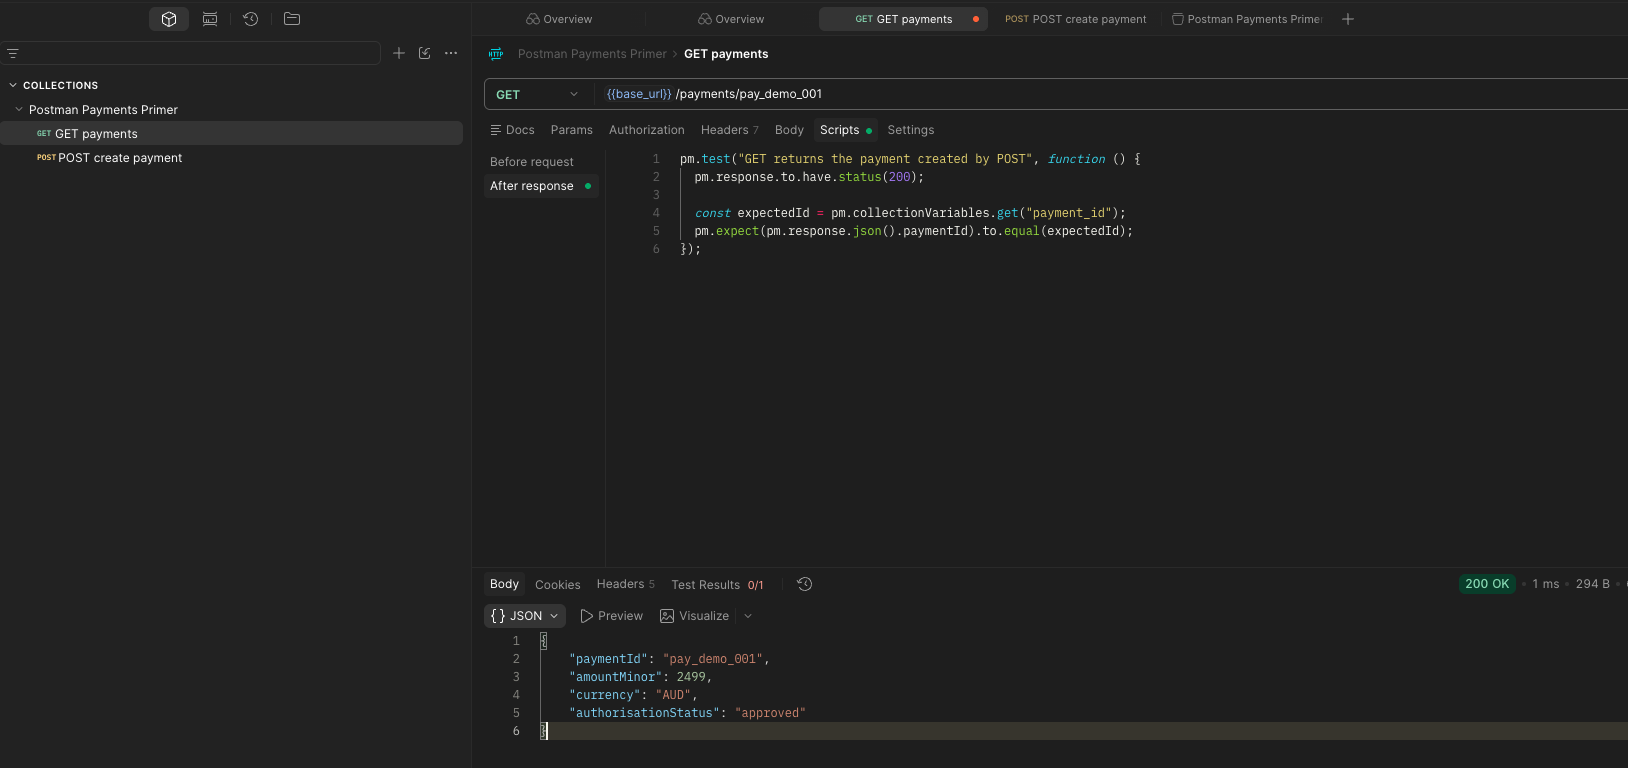 Overview
Overview
GET GET payments
POST POST create payment
Postman Payments Prime
COLLECTIONS
Postman Payments Primer
GET GET payments
POST POST create payment
HTTP Postman Payments Primer > GET payments
GET {{base_url}}/payments/pay_demo_001
Docs Params Authorization Headers 7 Body Scripts Settings
Before request
After response
1 pm.test("GET returns the payment created by POST", function () {
2 pm.response.to.have.status(200);
3
4 const expectedId = pm.collectionVariables.get("payment_id");
5 pm.expect(pm.response.json().paymentId).to.equal(expectedId);
6 });
Body Cookies Headers 5 Test Results 0/1
200 OK • 1 ms • 294 B •
{} JSON Preview Visualize
1 {
2 "paymentId": "pay_demo_001",
3 "amountMinor": 2499,
4 "currency": "AUD",
5 "authorisationStatus": "approved"
6 }